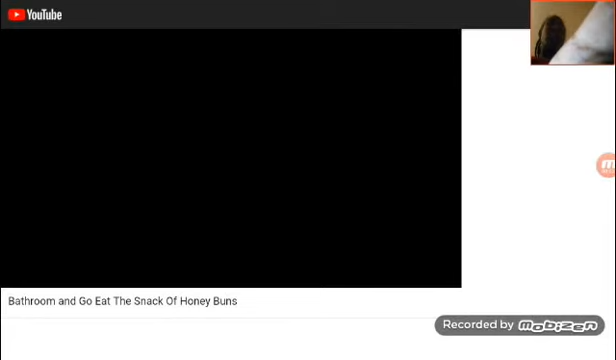 YouTube
Bathroom and Go Eat The Snack Of Honey Buns
Recorded by mobizen